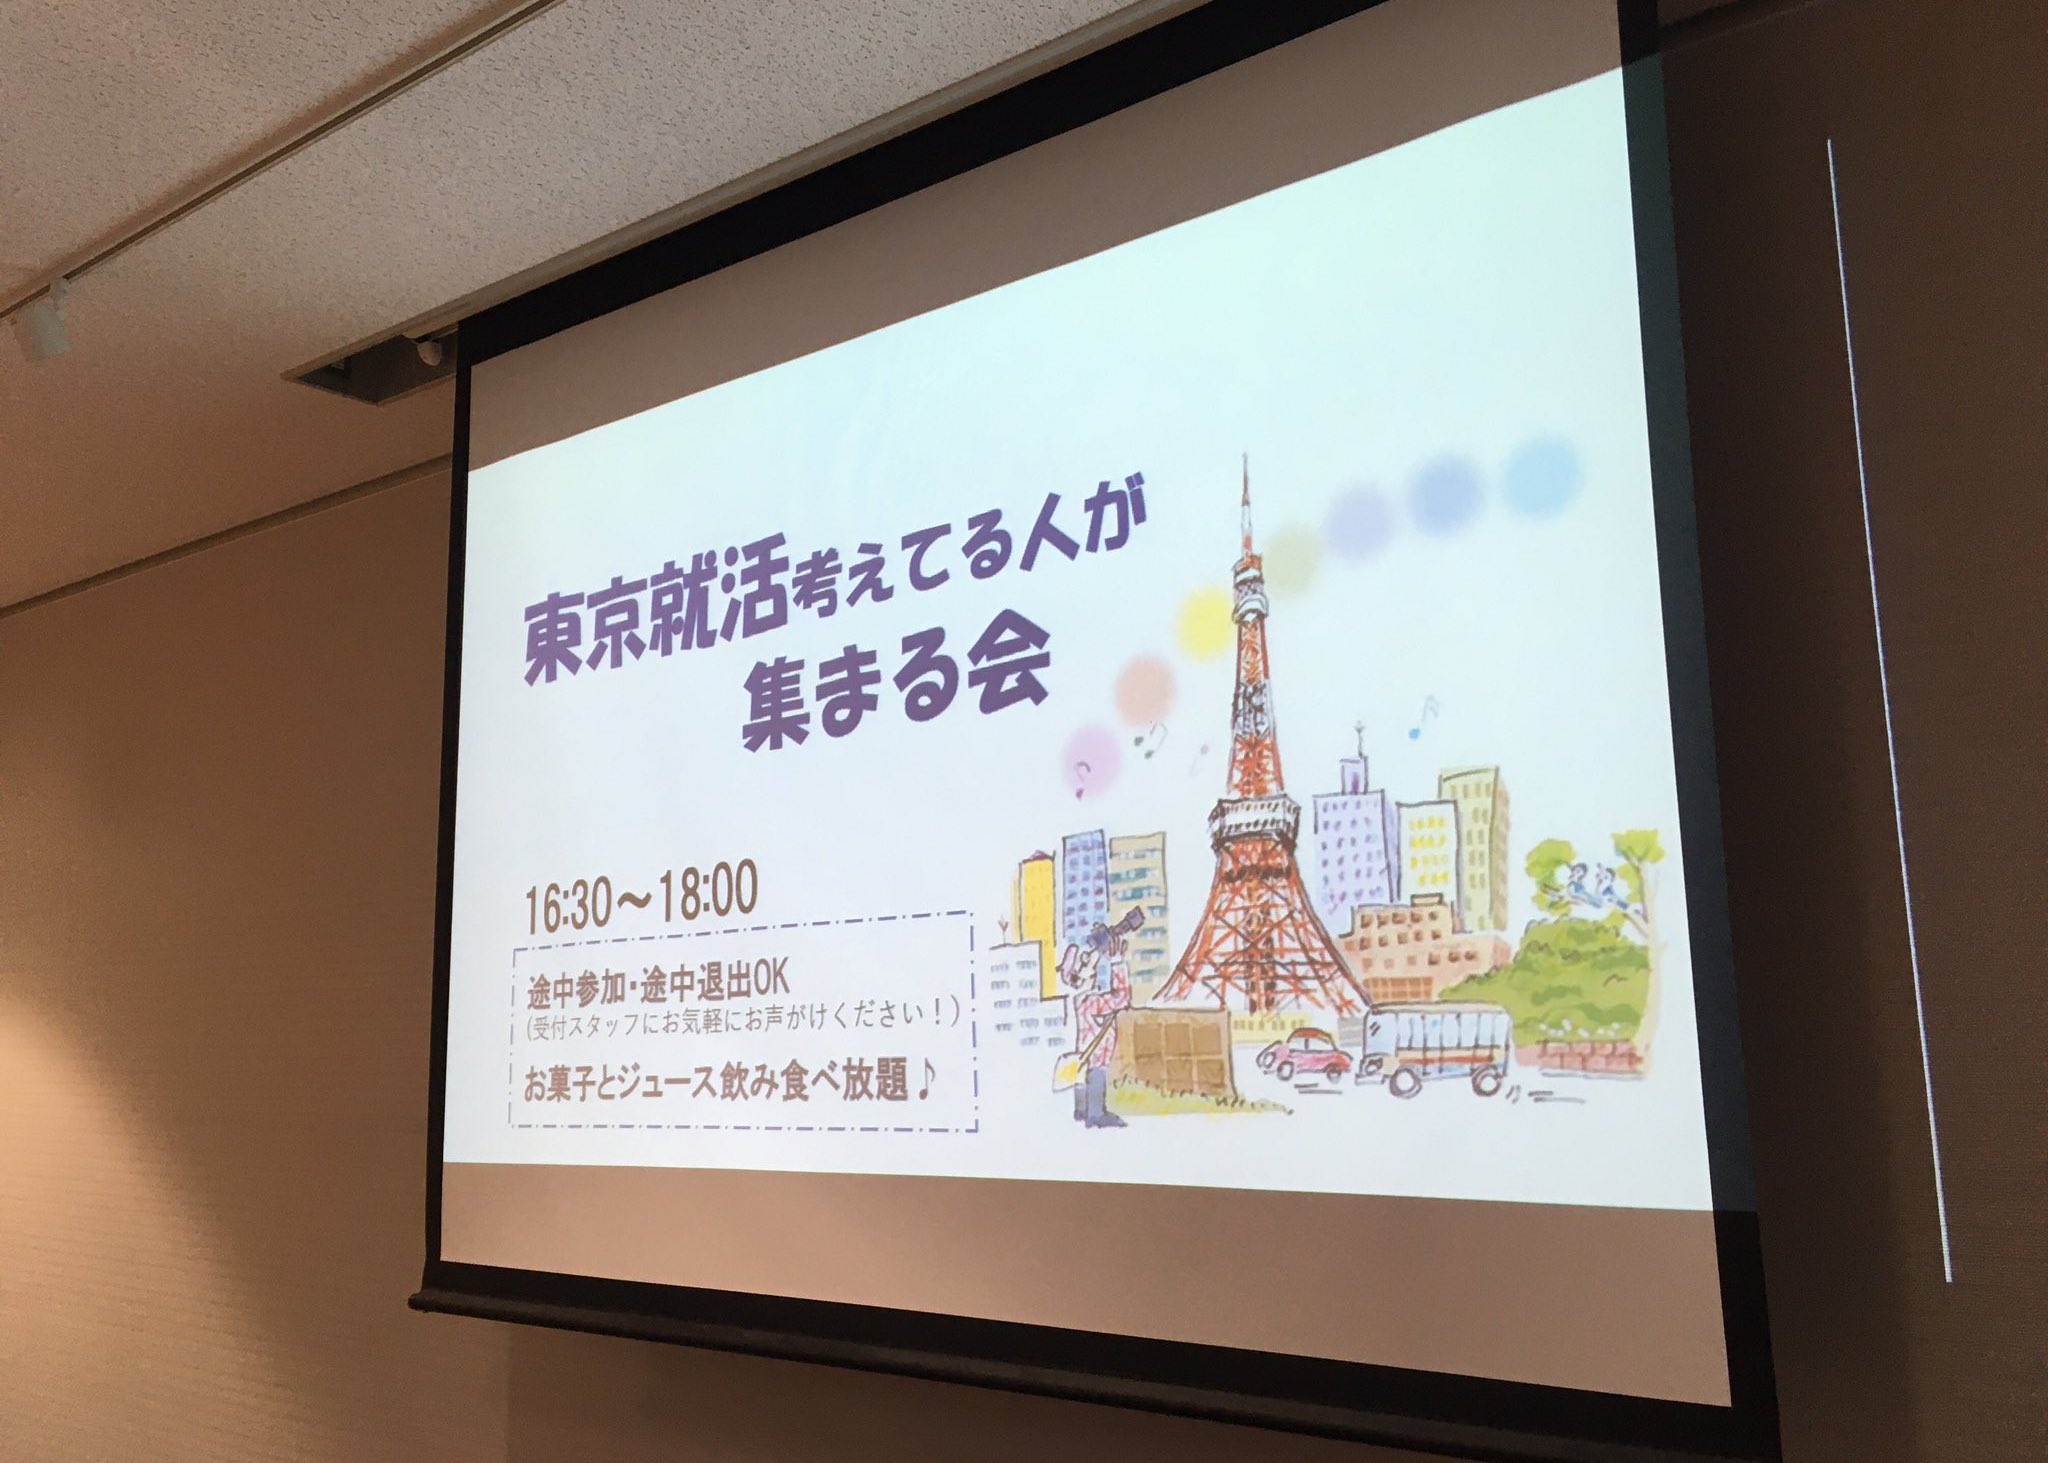 東京就活考えてる人が
集まる会
16:30～18:00
途中参加・途中退出OK
(受付スタッフにお気軽にお声がけください！)
お菓子とジュース飲み食べ放題♪